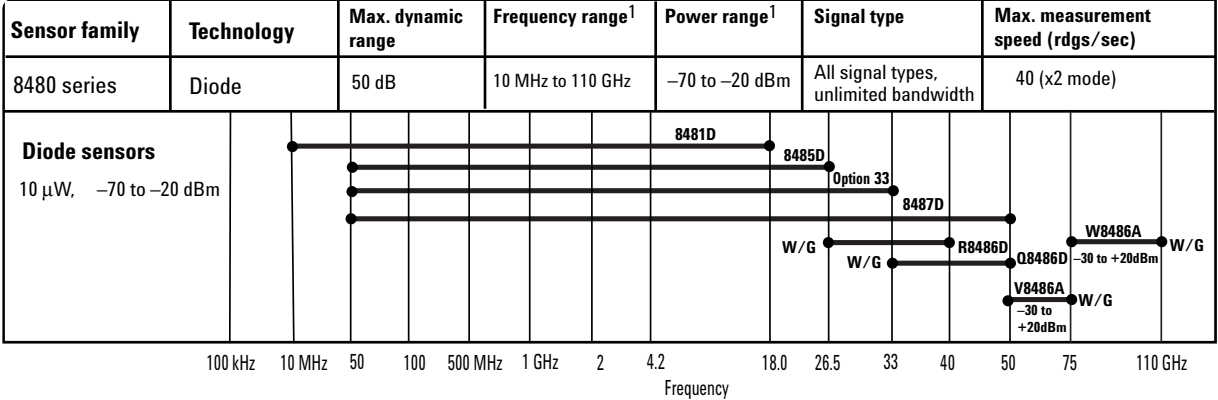 Sensor family
Technology
Max. dynamic
range
Frequency range1
Power range1
Signal type
Max. measurement
speed (rdgs/sec)
8480 series
Diode
50 dB
10 MHz to 110 GHz
–70 to –20 dBm
All signal types,
unlimited bandwidth
40 (x2 mode)
Diode sensors
10 μW, –70 to –20 dBm
8481D
8485D
Option 33
8487D
W/G
R8486D
W/G
Q8486D
W8486A
–30 to +20dBm
W/G
V8486A
–30 to
+20dBm
W/G
100 kHz 10 MHz 50 100 500 MHz 1 GHz 2 4.2 18.0 26.5 33 40 50 75 110 GHz
Frequency